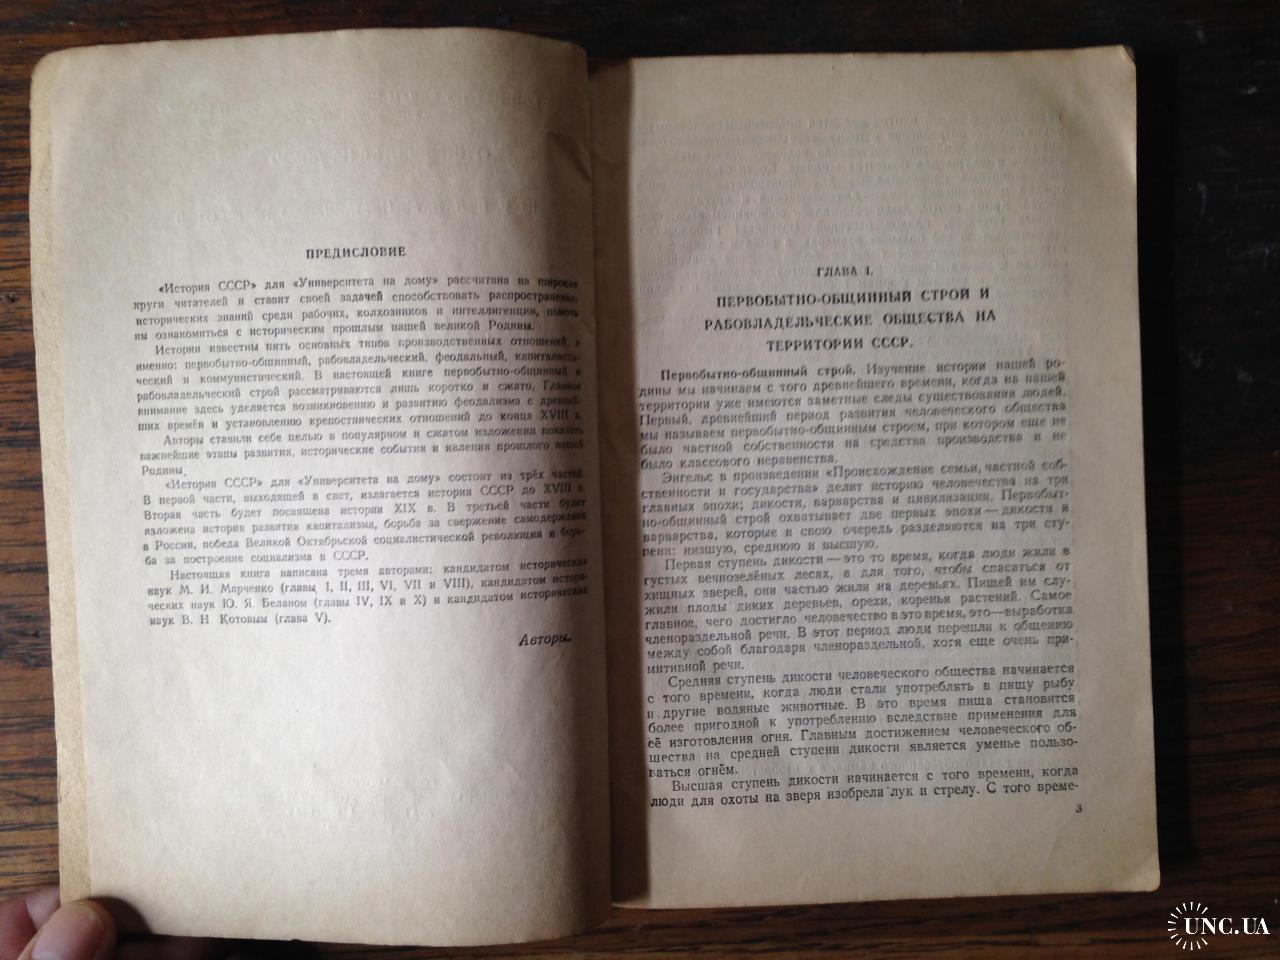 ПРЕДИСЛОВИЕ
«История СССР» для «Университета на дому» рассчитана на широкие
круги читателей и ставит своей задачей способствовать распространению
исторических знаний среди рабочих, колхозников и интеллигенции, помочь
им ознакомиться с историческим прошлым нашей великой Родины.
Истории известны пять основных типов производственных отношений, а
именно: первобытно-общинный, рабовладельческий, феодальный, капиталисти-
ческий и коммунистический. В настоящей книге первобытно-общинный и
рабовладельческий строй рассматриваются лишь коротко и сжато. Главное
внимание здесь уделяется возникновению и развитию феодализма с древней-
ших времён и установлению крепостнических отношений до конца XVIII в.
Авторы ставили себе целью в популярном и сжатом изложении показать
важнейшие этапы развития, исторические события и явления прошлого нашей
Родины.
«История СССР» для «Университета на дому» состоит из трёх частей.
В первой части, выходящей в свет, излагается история СССР до XVIII в.
Вторая часть будет посвящена истории XIX в. В третьей части будет
изложена история развития капитализма, борьба за свержение самодержавия
в России, победа Великой Октябрьской социалистической революции и борь-
ба за построение социализма в СССР.
Настоящая книга написана тремя авторами: кандидатом исторических
наук М. И. Марченко (главы I, II, III, VI, VII и VIII), кандидатом истори-
ческих наук Ю. Я. Беланом (главы IV, IX и X) и кандидатом исторических
наук В. Н Котовым (глава V).
Авторы.
ГЛАВА I.
ПЕРВОБЫТНО-ОБЩИННЫЙ СТРОЙ И
РАБОВЛАДЕЛЬЧЕСКИЕ ОБЩЕСТВА НА
ТЕРРИТОРИИ СССР.
Первобытно-общинный строй. Изучение истории нашей ро-
дины мы начинаем с того древнейшего времени, когда на нашей
территории уже имеются заметные следы существования людей.
Первый, древнейший период развития человеческого общества
мы называем первобытно-общинным строем, при котором еще не
было частной собственности на средства производства и не
было классового неравенства.
Энгельс в произведении «Происхождение семьи, частной соб-
ственности и государства» делит историю человечества на три
главных эпохи; дикости, варварства и цивилизации. Первобыт-
но-общинный строй охватывает две первых эпохи — дикости и
варварства, которые в свою очередь разделяются на три сту-
пени: низшую, среднюю и высшую.
Первая ступень дикости — это то время, когда люди жили в
густых вечнозелёных лесах, а для того, чтобы спасаться от
хищных зверей, они частью жили на деревьях. Пищей им слу-
жили плоды диких деревьев, орехи, коренья растений. Самое
главное, чего достигло человечество в это время, это—выработка
членораздельной речи. В этот период люди перешли к общению
между собой благодаря членораздельной, хотя еще очень при-
митивной речи.
Средняя ступень дикости человеческого общества начинается
с того времени, когда люди стали употреблять в пищу рыбу
и другие водяные животные. В это время пища становится
более пригодной к употреблению вследствие применения для
её изготовления огня. Главным достижением человеческого об-
щества на средней ступени дикости является уменье пользо-
ваться огнём.
Высшая ступень дикости начинается с того времени, когда
люди для охоты на зверя изобрели лук и стрелу. С того време-
3
UNC.UA